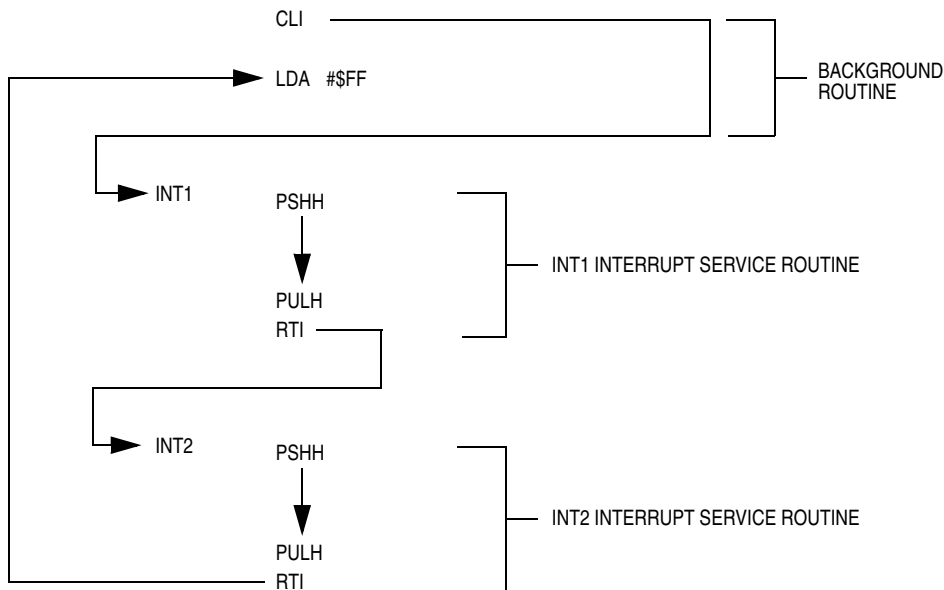 CLI
LDA #$FF
BACKGROUND
ROUTINE
INT1
PSHH
INT1 INTERRUPT SERVICE ROUTINE
PULH
RTI
INT2
PSHH
INT2 INTERRUPT SERVICE ROUTINE
PULH
RTI